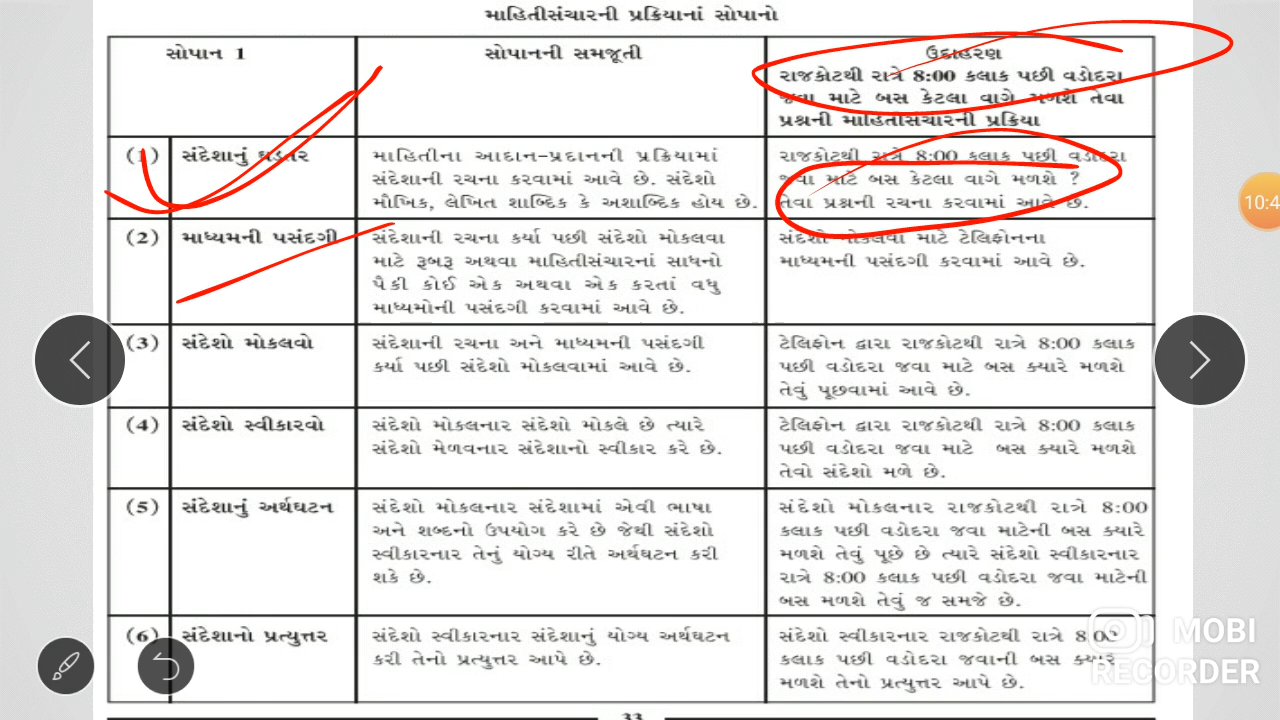 માહિતીસંચારની પ્રક્રિયાનાં સોપાનો
સોપાન 1
સોપાનની સમજૂતી
ઉદાહરણ
રાજકોટથી રાત્રે 8:00 કલાક પછી વડોદરા
જવા માટે બસ કેટલા વાગે મળશે તેવા
પ્રશ્નની માહિતીસંચારની પ્રક્રિયા
(1) સંદેશાનું ઘડતર
માહિતીના આદાન-પ્રદાનની પ્રક્રિયામાં
સંદેશાની રચના કરવામાં આવે છે. સંદેશો
મૌખિક, લેખિત શાબ્દિક કે અશાબ્દિક હોય છે.
રાજકોટથી રાત્રે 8:00 કલાક પછી વડોદરા
જવા માટે બસ કેટલા વાગે મળશે ?
તેવા પ્રશ્નની રચના કરવામાં આવે છે.
(2) માધ્યમની પસંદગી
સંદેશાની રચના કર્યા પછી સંદેશો મોકલવા
માટે રૂબરૂ અથવા માહિતીસંચારનાં સાધનો
પૈકી કોઈ એક અથવા એક કરતાં વધુ
માધ્યમોની પસંદગી કરવામાં આવે છે.
સંદેશો મોકલવા માટે ટેલિફોનના
માધ્યમની પસંદગી કરવામાં આવે છે.
(3) સંદેશો મોકલવો
સંદેશાની રચના અને માધ્યમની પસંદગી
કર્યા પછી સંદેશો મોકલવામાં આવે છે.
ટેલિફોન દ્વારા રાજકોટથી રાત્રે 8:00 કલાક
પછી વડોદરા જવા માટે બસ ક્યારે મળશે
તેવું પૂછવામાં આવે છે.
(4) સંદેશો સ્વીકારવો
સંદેશો મોકલનાર સંદેશો મોકલે છે ત્યારે
સંદેશો મેળવનાર સંદેશાનો સ્વીકાર કરે છે.
ટેલિફોન દ્વારા રાજકોટથી રાત્રે 8:00 કલાક
પછી વડોદરા જવા માટે બસ ક્યારે મળશે
તેવો સંદેશો મળે છે.
(5) સંદેશાનું અર્થઘટન
સંદેશો મોકલનાર સંદેશામાં એવી ભાષા
અને શબ્દનો ઉપયોગ કરે છે જેથી સંદેશો
સ્વીકારનાર તેનું યોગ્ય રીતે અર્થઘટન કરી
શકે છે.
સંદેશો મોકલનાર રાજકોટથી રાત્રે 8:00
કલાક પછી વડોદરા જવા માટેની બસ ક્યારે
મળશે તેવું પૂછે છે ત્યારે સંદેશો સ્વીકારનાર
રાત્રે 8:00 કલાક પછી વડોદરા જવા માટેની
બસ મળશે તેવું જ સમજે છે.
(6) સંદેશાનો પ્રત્યુત્તર
સંદેશો સ્વીકારનાર સંદેશાનું યોગ્ય અર્થઘટન
કરી તેનો પ્રત્યુત્તર આપે છે.
સંદેશો સ્વીકારનાર રાજકોટથી રાત્રે 8:00
કલાક પછી વડોદરા જવાની બસ ક્યારે
મળશે તેનો પ્રત્યુત્તર આપે છે.
33
10:4
MOBI
RECORDER